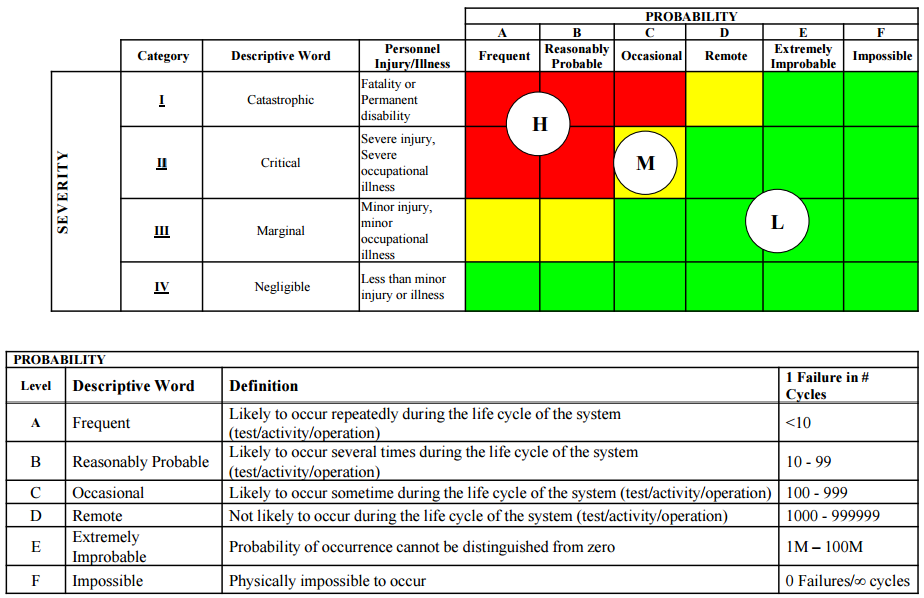 PROBABILITY
A B C D E F
Category Descriptive Word Personnel Injury/Illness Frequent Reasonably Probable Occasional Remote Extremely Improbable Impossible
SEVERITY
I Catastrophic Fatality or
Permanent
disability
H
II Critical Severe injury,
Severe
occupational
illness
M
III Marginal Minor injury,
minor
occupational
illness
L
IV Negligible Less than minor
injury or illness
PROBABILITY
Level Descriptive Word Definition 1 Failure in #
Cycles
A Frequent Likely to occur repeatedly during the life cycle of the system
(test/activity/operation) <10
B Reasonably Probable Likely to occur several times during the life cycle of the system
(test/activity/operation) 10 - 99
C Occasional Likely to occur sometime during the life cycle of the system (test/activity/operation) 100 - 999
D Remote Not likely to occur during the life cycle of the system (test/activity/operation) 1000 - 999999
E Extremely
Improbable Probability of occurrence cannot be distinguished from zero 1M – 100M
F Impossible Physically impossible to occur 0 Failures/∞ cycles